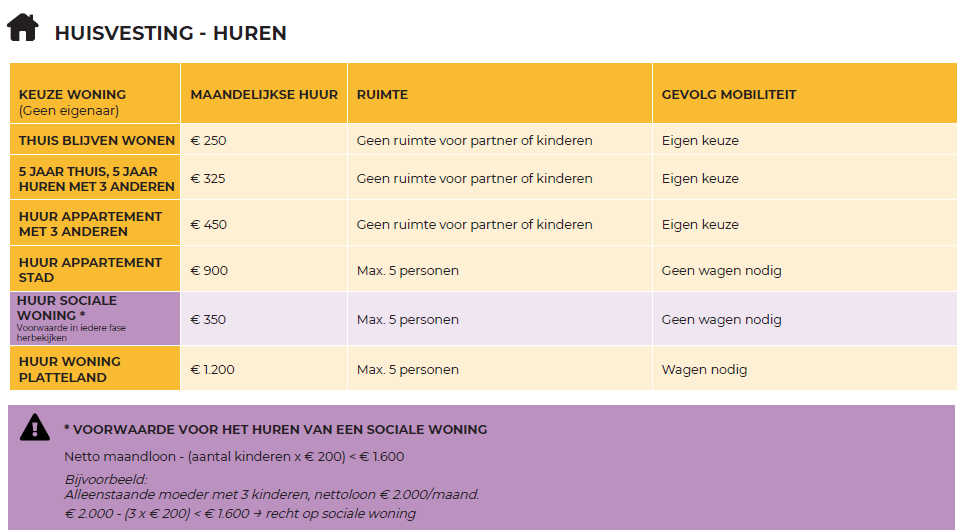 HUISVESTING - HUREN
KEUZE WONING
(Geen eigenaar)
MAANDELIJKSE HUUR
RUIMTE
GEVOLG MOBILITEIT
THUIS BLIJVEN WONEN
€ 250
Geen ruimte voor partner of kinderen
Eigen keuze
5 JAAR THUIS, 5 JAAR
HUREN MET 3 ANDEREN
€ 325
Geen ruimte voor partner of kinderen
Eigen keuze
HUUR APPARTEMENT
MET 3 ANDEREN
€ 450
Geen ruimte voor partner of kinderen
Eigen keuze
HUUR APPARTEMENT
STAD
€ 900
Max. 5 personen
Geen wagen nodig
HUUR SOCIALE
WONING *
Voorwaarde in iedere fase
herbekijken
€ 350
Max. 5 personen
Geen wagen nodig
HUUR WONING
PLATTELAND
€ 1.200
Max. 5 personen
Wagen nodig
* VOORWAARDE VOOR HET HUREN VAN EEN SOCIALE WONING
Netto maandloon - (aantal kinderen x € 200) < € 1.600
Bijvoorbeeld:
Alleenstaande moeder met 3 kinderen, nettoloon € 2.000/maand.
€ 2.000 - (3 x € 200) < € 1.600 → recht op sociale woning